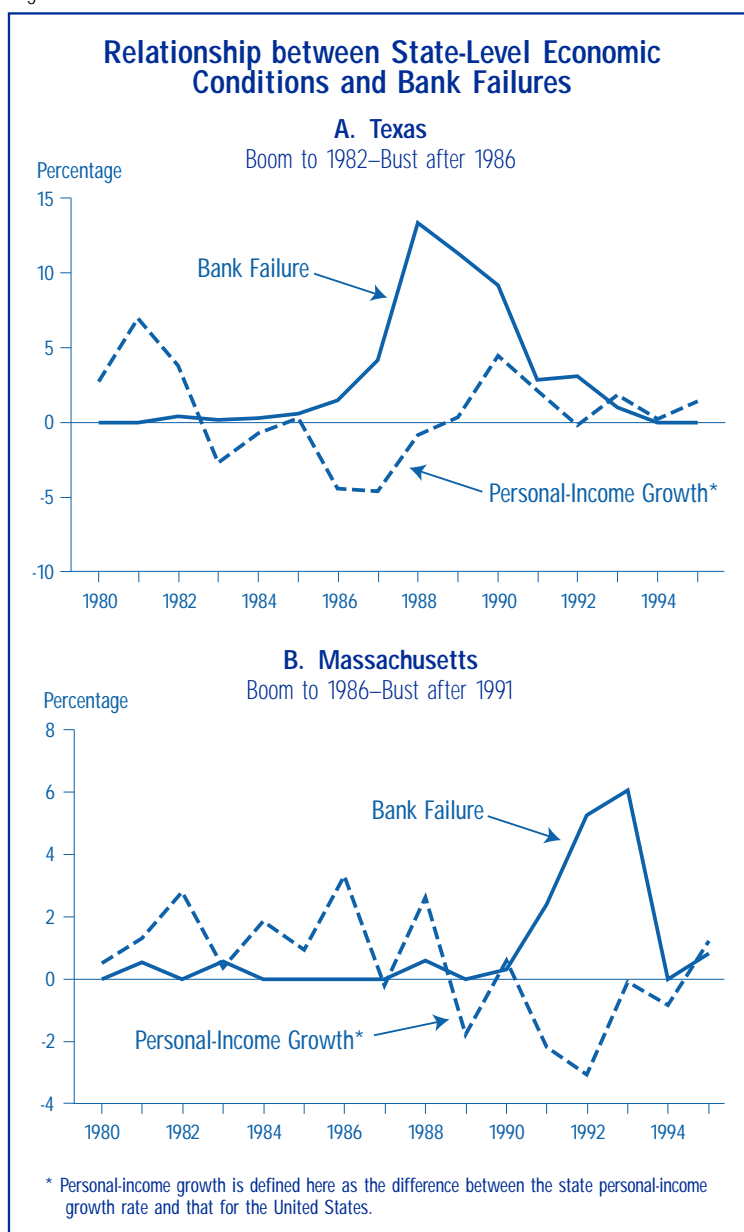 Relationship between State-Level Economic
Conditions and Bank Failures
A. Texas
Boom to 1982–Bust after 1986
Percentage
15
10
5
0
-5
-10
Bank Failure
Personal-Income Growth*
1980 1982 1984 1986 1988 1990 1992 1994
B. Massachusetts
Boom to 1986–Bust after 1991
Percentage
8
6
4
2
0
-2
-4
Bank Failure
Personal-Income Growth*
1980 1982 1984 1986 1988 1990 1992 1994
* Personal-income growth is defined here as the difference between the state personal-income
growth rate and that for the United States.